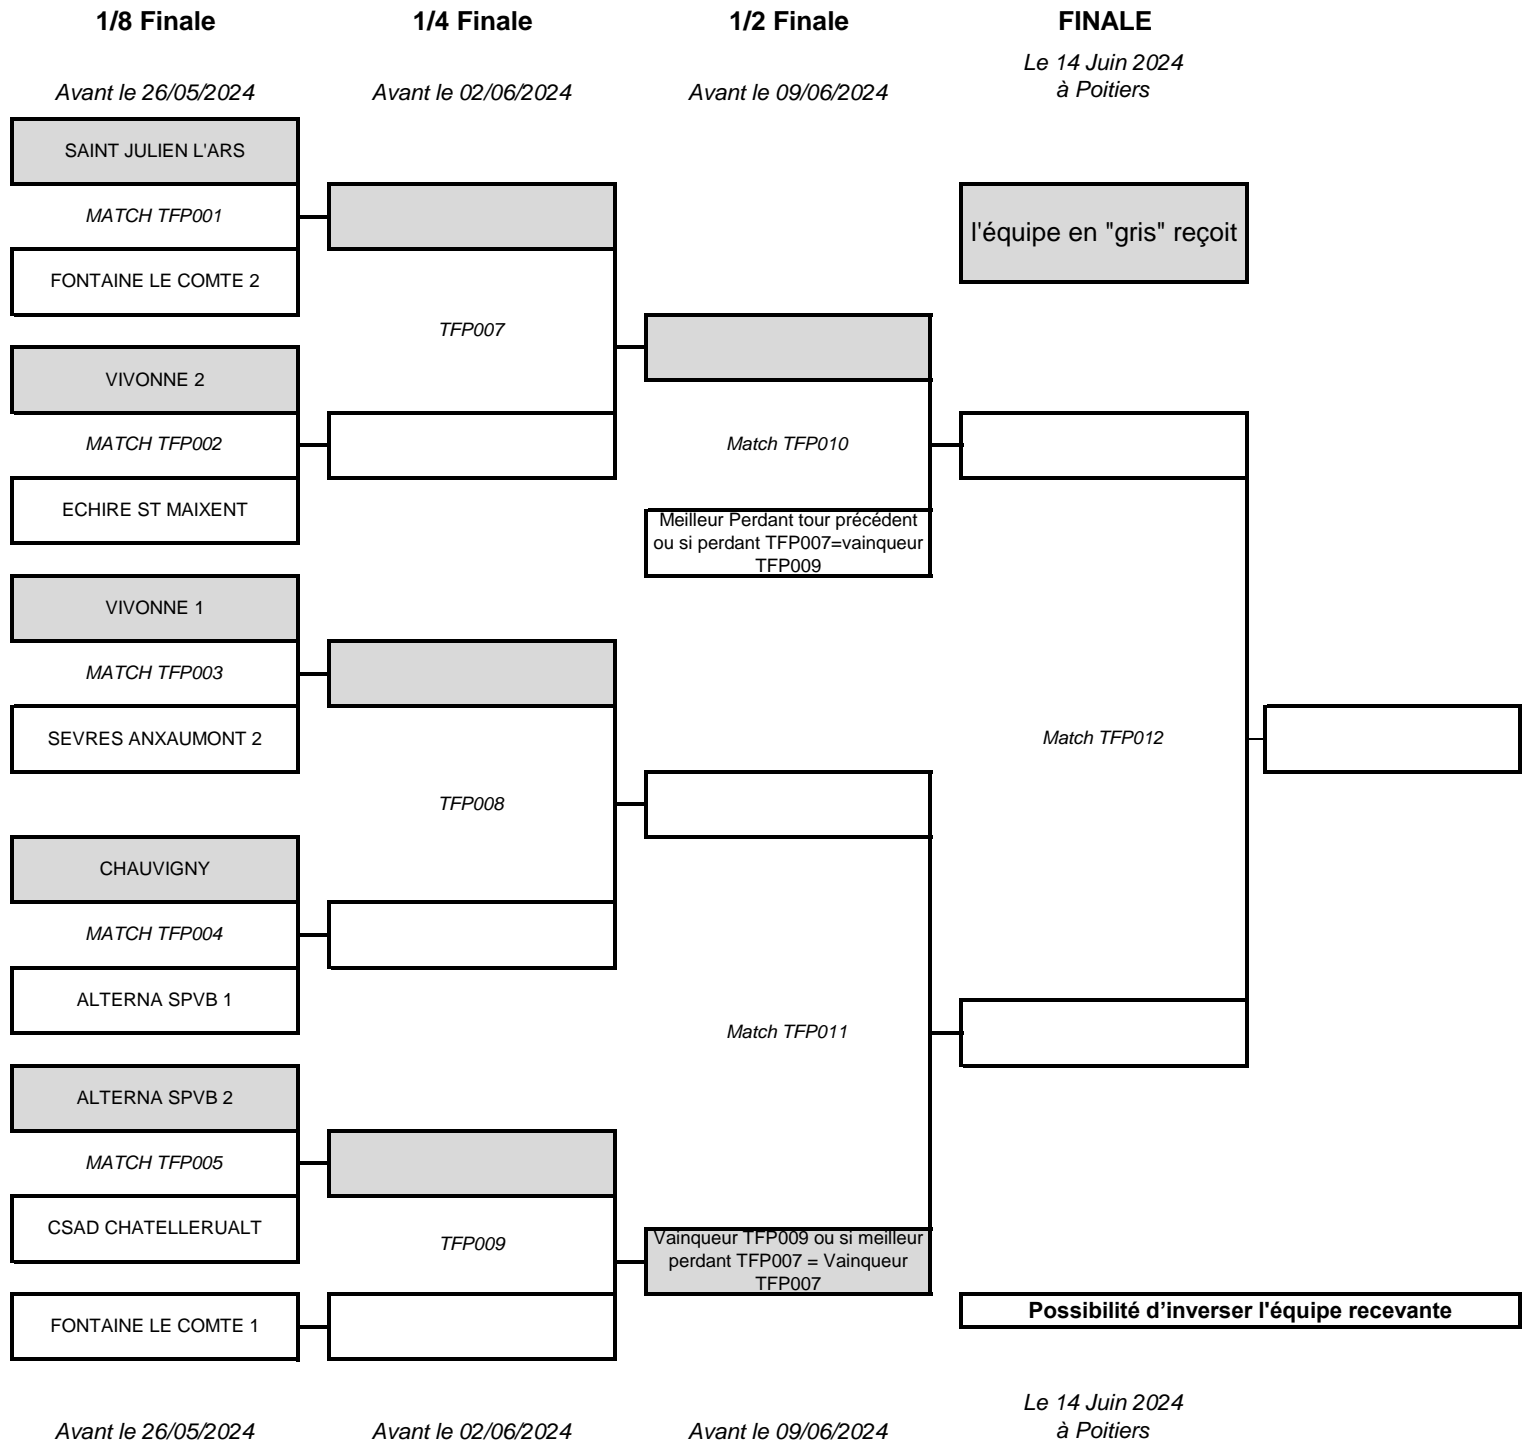 1/8 Finale
1/4 Finale
1/2 Finale
FINALE
Le 14 Juin 2024
à Poitiers
Avant le 26/05/2024
Avant le 02/06/2024
Avant le 09/06/2024
SAINT JULIEN L'ARS
MATCH TFP001
FONTAINE LE COMTE 2
VIVONNE 2
MATCH TFP002
ECHIRE ST MAIXENT
VIVONNE 1
MATCH TFP003
SEVRES ANXAUMONT 2
CHAUVIGNY
MATCH TFP004
ALTERNA SPVB 1
ALTERNA SPVB 2
MATCH TFP005
CSAD CHATELLERUALT
FONTAINE LE COMTE 1
TFP007
TFP008
TFP009
Match TFP010
Meilleur Perdant tour précédent
ou si perdant TFP007=vainqueur
TFP009
Match TFP011
Vainqueur TFP009 ou si meilleur
perdant TFP007 = Vainqueur
TFP007
l'équipe en "gris" reçoit
Match TFP012
Possibilité d’inverser l'équipe recevante
Avant le 26/05/2024
Avant le 02/06/2024
Avant le 09/06/2024
Le 14 Juin 2024
à Poitiers